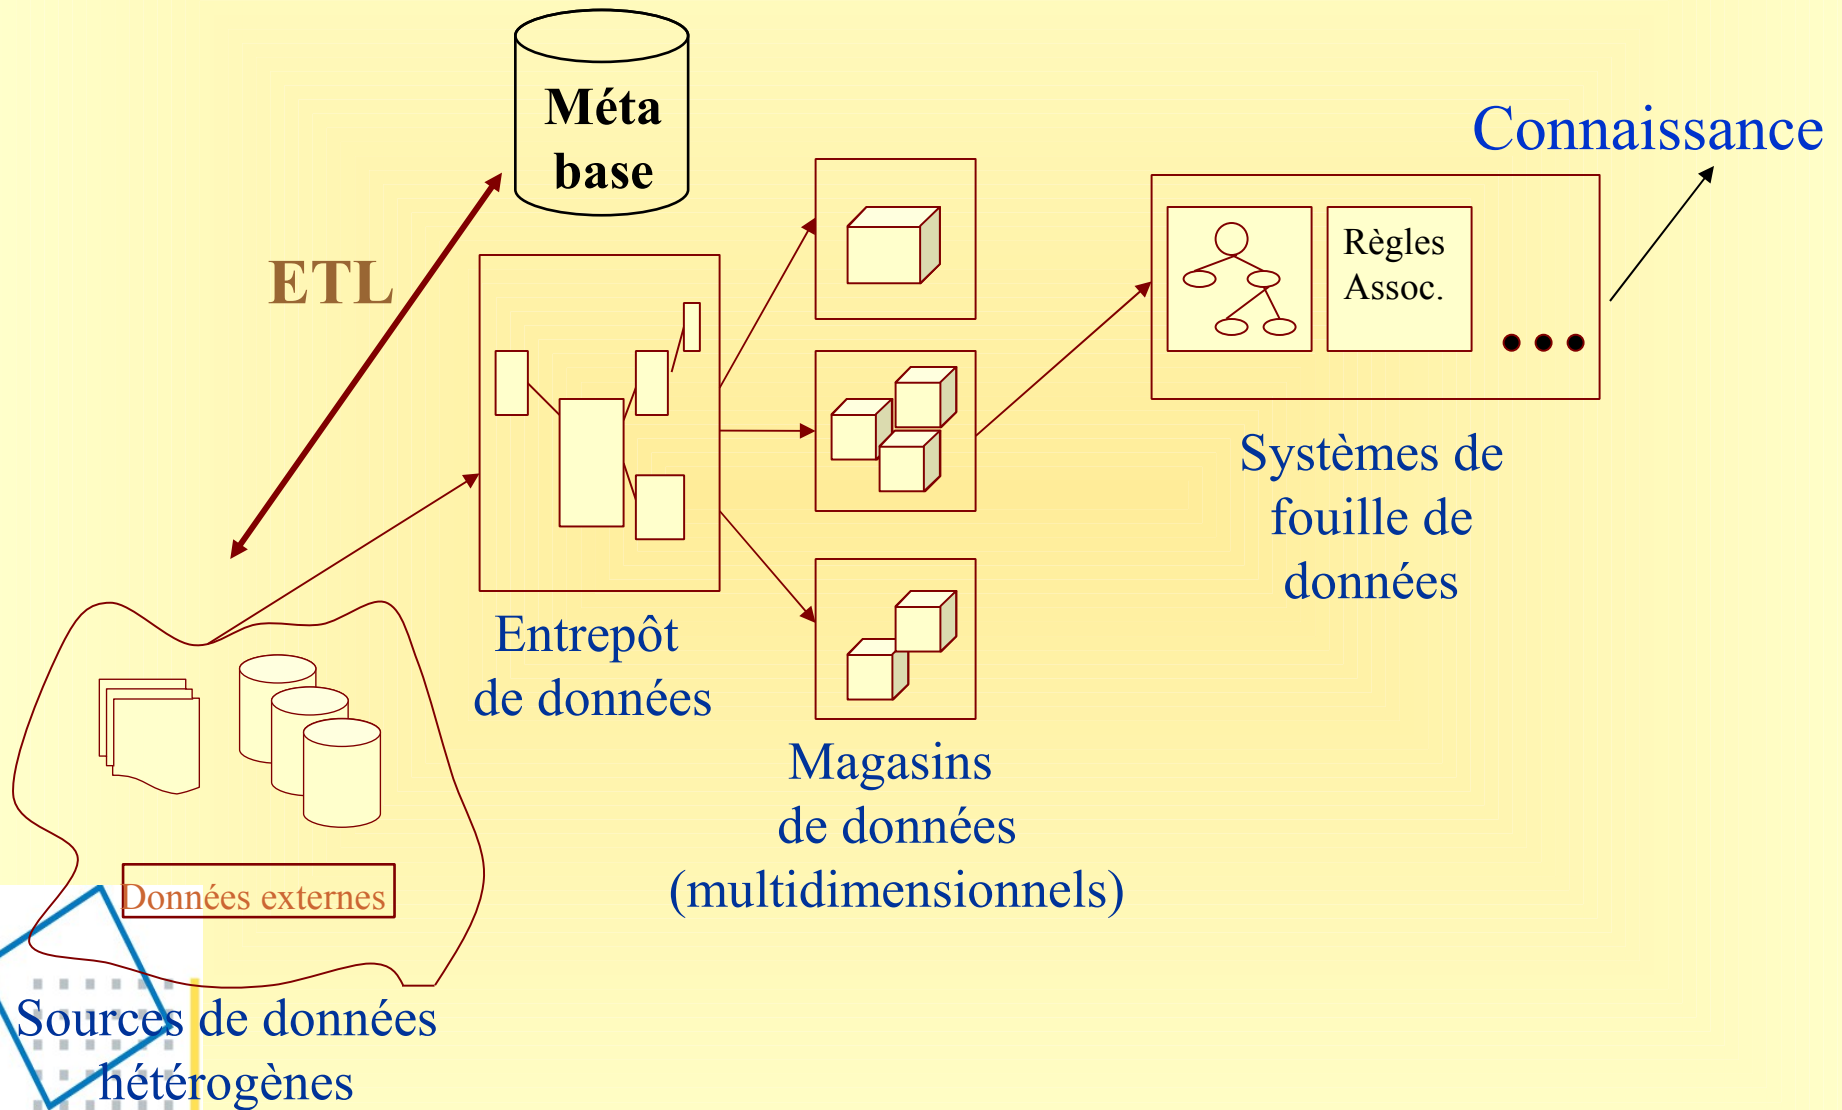 Méta
base
Connaissance
ETL
Règles
Assoc.
Systèmes de
fouille de
données
Entrepôt
de données
Magasins
de données
(multidimensionnels)
Données externes
Sources de données
hétérogènes